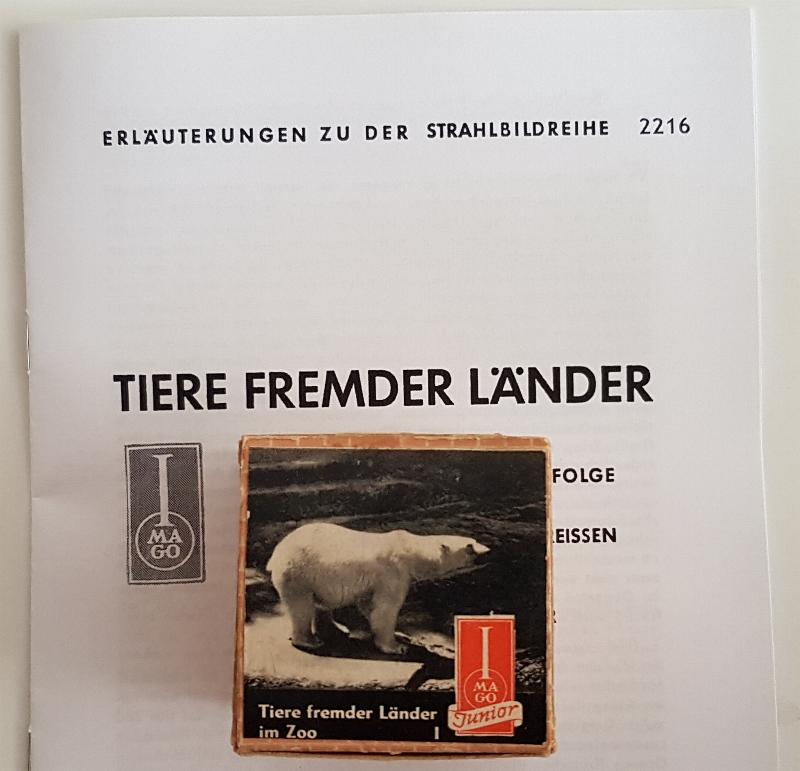 ERLÄUTERUNGEN ZU DER STRAHLBILDREIHE 2216
TIERE FREMDER LÄNDER
I
MA
GO
FOLGE
EISSEN
I
MA
GO
Junior
Tiere fremder Länder
im Zoo I